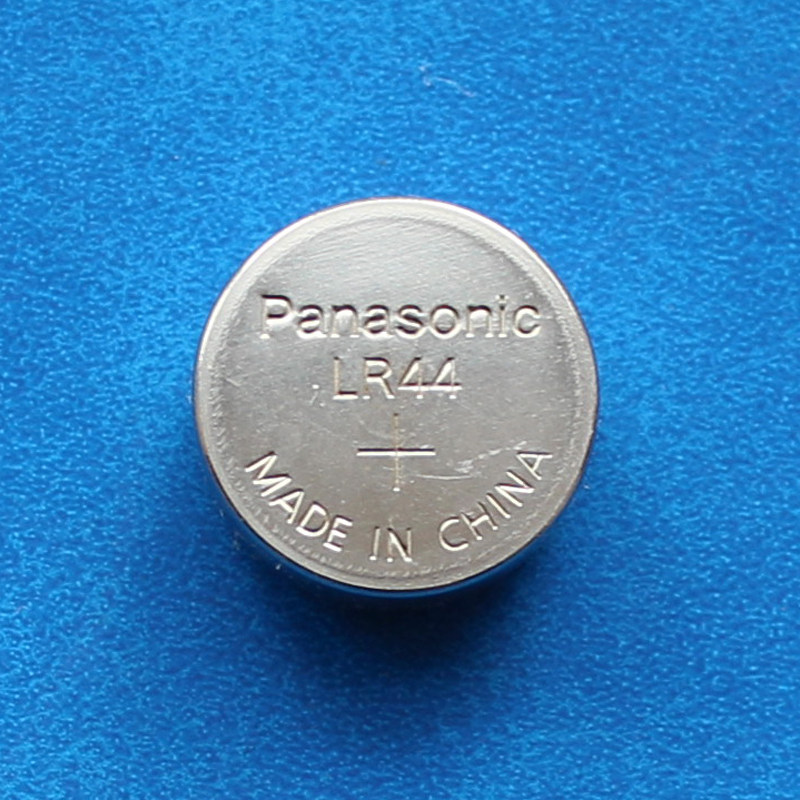 Panasonic
LR44
+
MADE IN CHINA